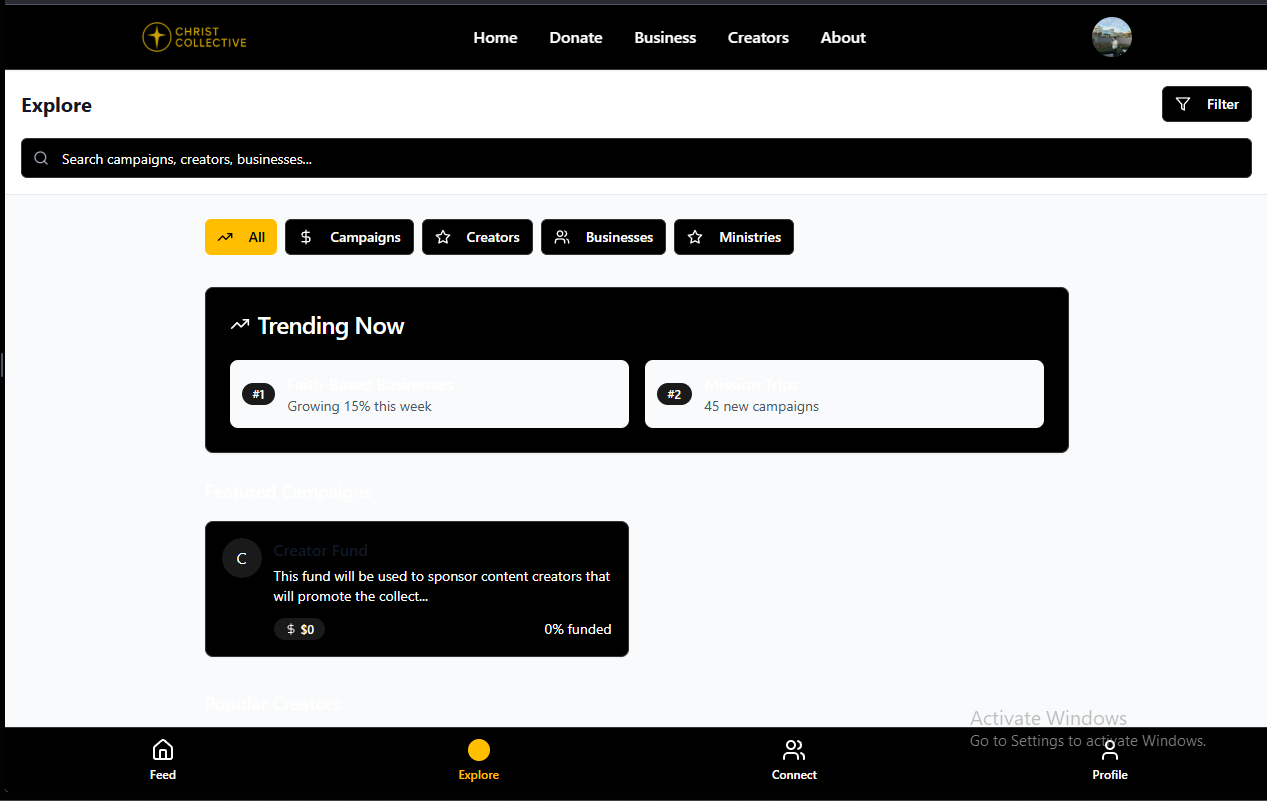 CHRIST
COLLECTIVE
Home Donate Business Creators About
Explore
Filter
Search campaigns, creators, businesses...
All Campaigns Creators Businesses Ministries
Trending Now
#1 Faith-Based Businesses
Growing 15% this week
#2 Mission Trips
45 new campaigns
Featured Campaigns
C
Creator Fund
This fund will be used to sponsor content creators that
will promote the collect...
$ $0
0% funded
Popular Creators
Activate Windows
Go to Settings to activate Windows.
Feed Explore Connect Profile